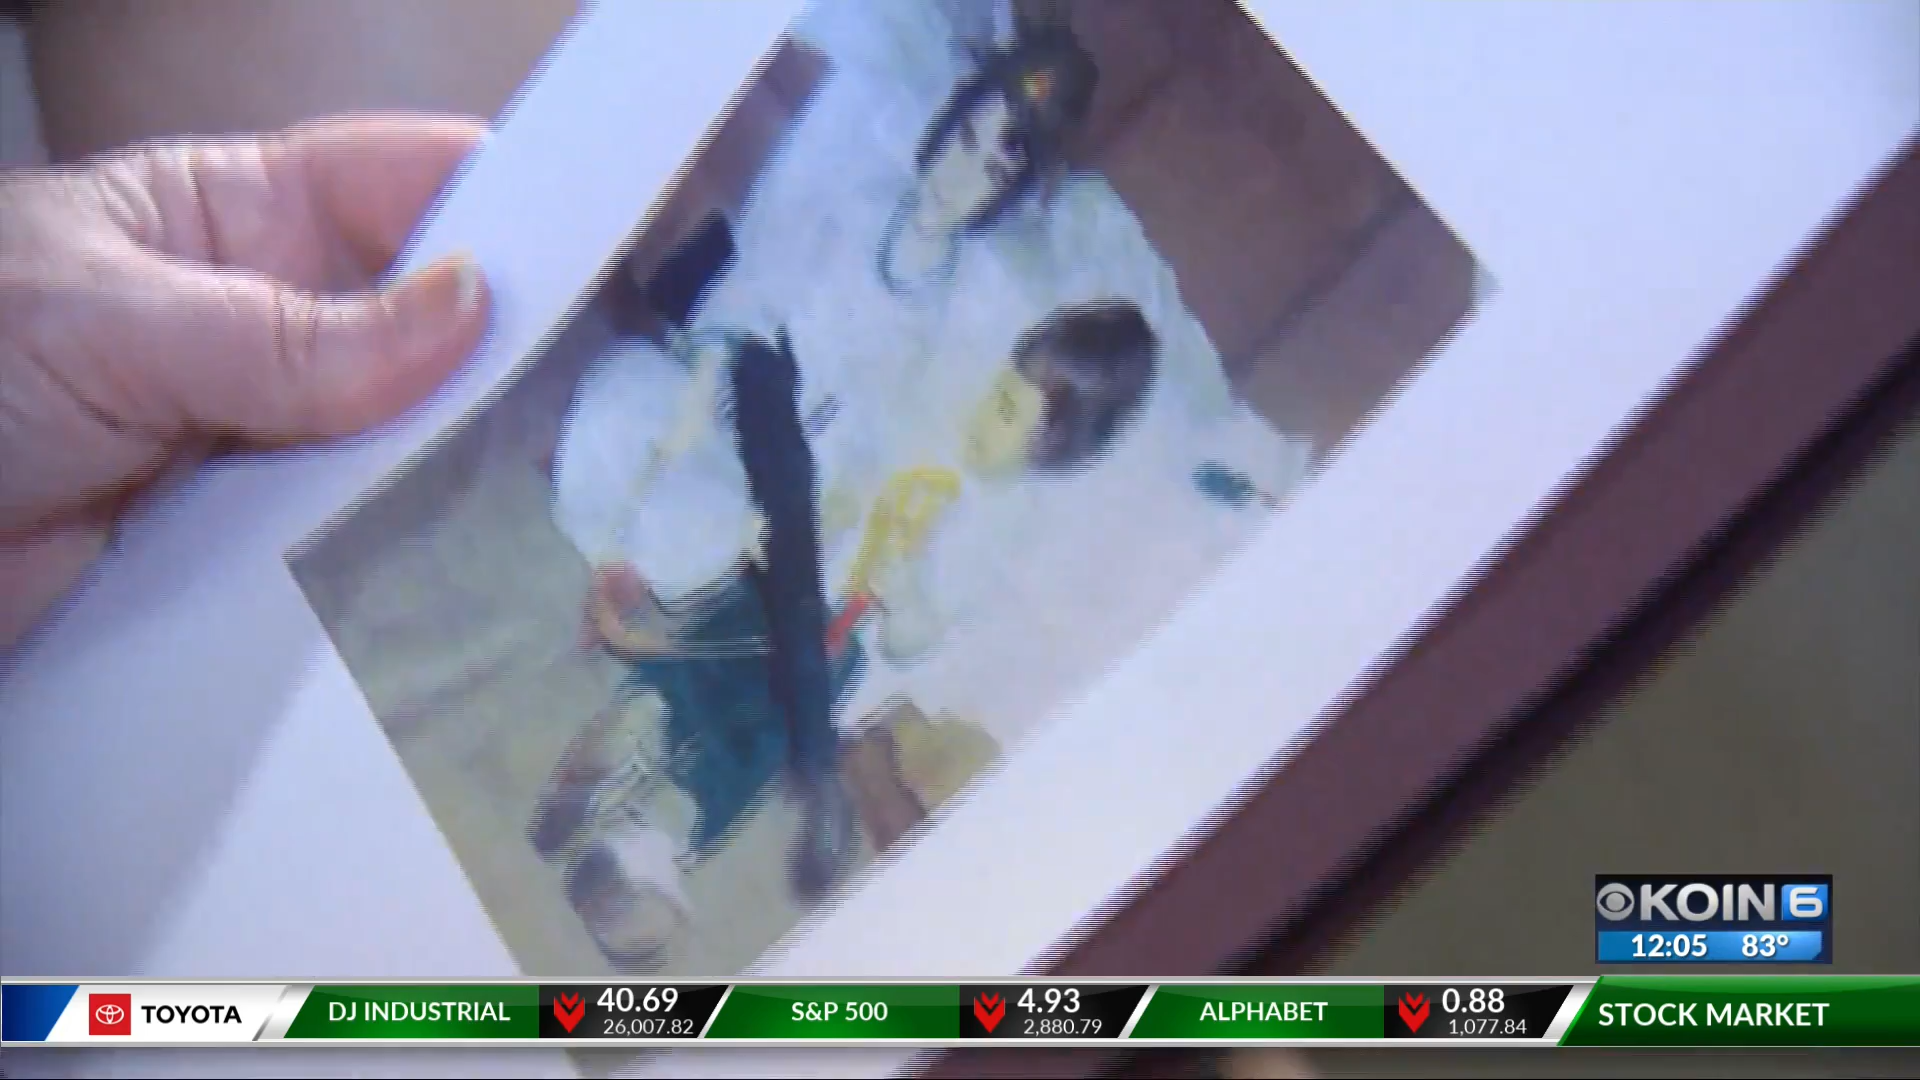 KOIN 6
12:05 83°
TOYOTA
DJ INDUSTRIAL
40.69
26,007.82
S&P 500
4.93
2,880.79
ALPHABET
0.88
1,077.84
STOCK MARKET